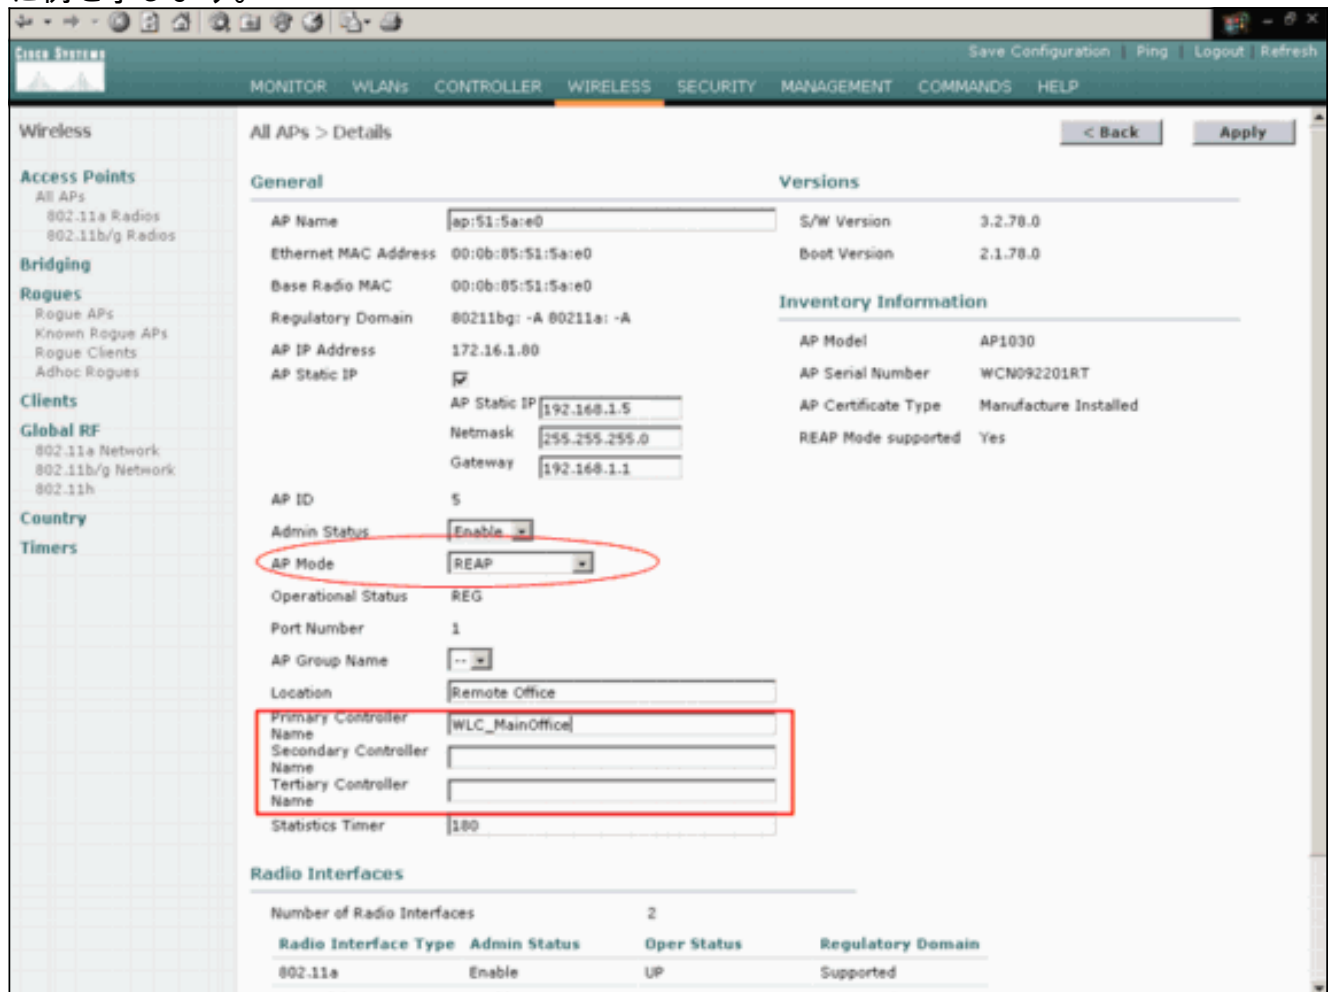 に例を示します。
CISCO SYSTEMS
Save Configuration | Ping | Logout | Refresh
MONITOR WLANs CONTROLLER WIRELESS SECURITY MANAGEMENT COMMANDS HELP
Wireless
Access Points
All APs
802.11a Radios
802.11b/g Radios
Bridging
Rogues
Rogue APs
Known Rogue APs
Rogue Clients
Adhoc Rogues
Clients
Global RF
802.11a Network
802.11b/g Network
802.11h
Country
Timers
All APs > Details
< Back Apply
General
AP Name ap:51:5a:e0
Ethernet MAC Address 00:0b:85:51:5a:e0
Base Radio MAC 00:0b:85:51:5a:e0
Regulatory Domain 80211bg: -A 80211a: -A
AP IP Address 172.16.1.80
AP Static IP
AP Static IP 192.168.1.5
Netmask 255.255.255.0
Gateway 192.168.1.1
AP ID 5
Admin Status Enable
AP Mode REAP
Operational Status REG
Port Number 1
AP Group Name --
Location Remote Office
Primary Controller Name WLC_MainOffice
Secondary Controller Name
Tertiary Controller Name
Statistics Timer 180
Versions
S/W Version 3.2.78.0
Boot Version 2.1.78.0
Inventory Information
AP Model AP1030
AP Serial Number WCN092201RT
AP Certificate Type Manufacture Installed
REAP Mode supported Yes
Radio Interfaces
Number of Radio Interfaces 2
Radio Interface Type Admin Status Oper Status Regulatory Domain
802.11a Enable UP Supported